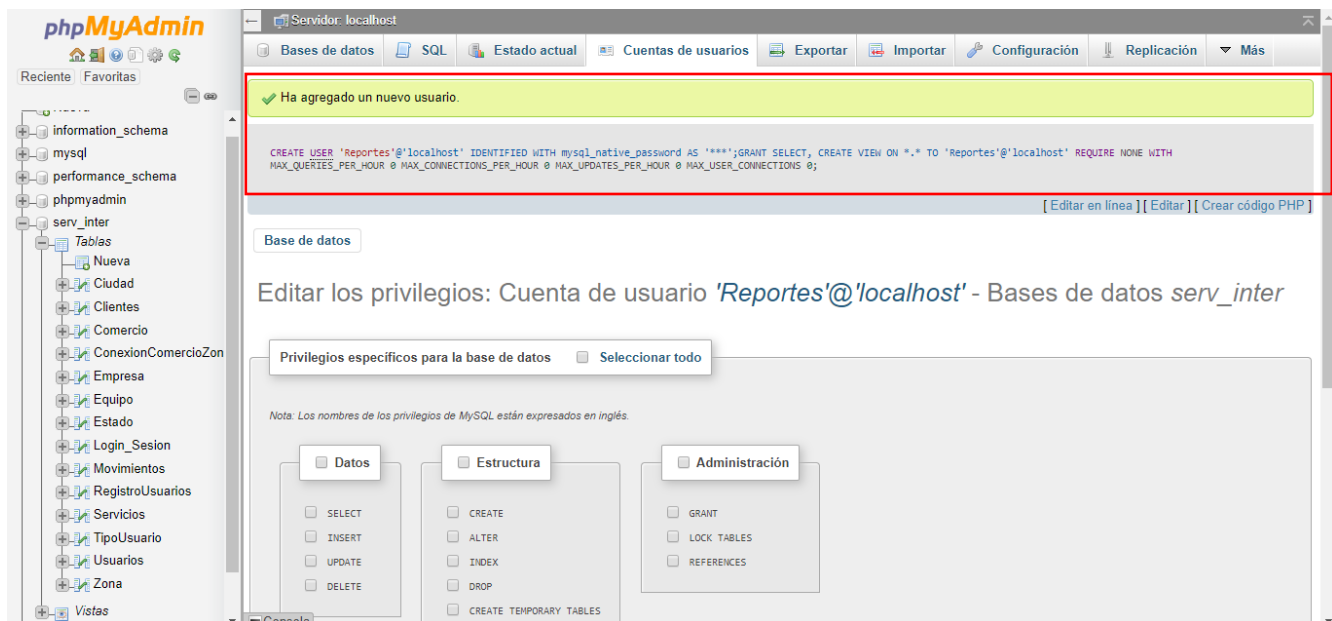 phpMyAdmin
Reciente Favoritas
information_schema
mysql
performance_schema
phpmyadmin
serv_inter
Tablas
Nueva
Ciudad
Clientes
Comercio
ConexionComercioZon
Empresa
Equipo
Estado
Login_Sesion
Movimientos
RegistroUsuarios
Servicios
TipoUsuario
Usuarios
Zona
Vistas
Servidor: localhost
Bases de datos SQL Estado actual Cuentas de usuarios Exportar Importar Configuración Replicación Más
Ha agregado un nuevo usuario.
CREATE USER 'Reportes'@'localhost' IDENTIFIED WITH mysql_native_password AS '***';GRANT SELECT, CREATE VIEW ON *.* TO 'Reportes'@'localhost' REQUIRE NONE WITH
MAX_QUERIES_PER_HOUR 0 MAX_CONNECTIONS_PER_HOUR 0 MAX_UPDATES_PER_HOUR 0 MAX_USER_CONNECTIONS 0;
[ Editar en línea ] [ Editar ] [ Crear código PHP ]
Base de datos
Editar los privilegios: Cuenta de usuario 'Reportes'@'localhost' - Bases de datos serv_inter
Privilegios específicos para la base de datos Seleccionar todo
Nota: Los nombres de los privilegios de MySQL están expresados en inglés.
Datos
SELECT
INSERT
UPDATE
DELETE
Estructura
CREATE
ALTER
INDEX
DROP
CREATE TEMPORARY TABLES
Administración
GRANT
LOCK TABLES
REFERENCES
Consola